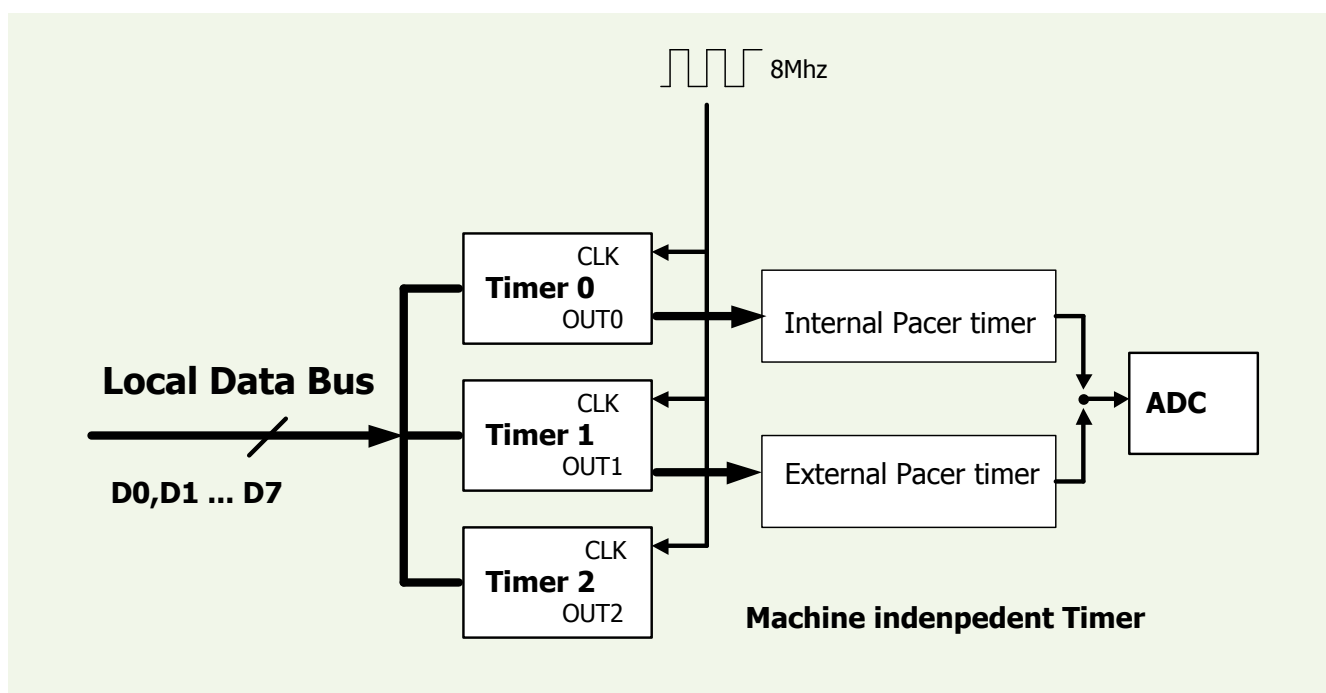 8Mhz
CLK
Timer 0
OUT0
Internal Pacer timer
Local Data Bus
D0,D1 ... D7
CLK
Timer 1
OUT1
External Pacer timer
ADC
CLK
Timer 2
OUT2
Machine indenpedent Timer